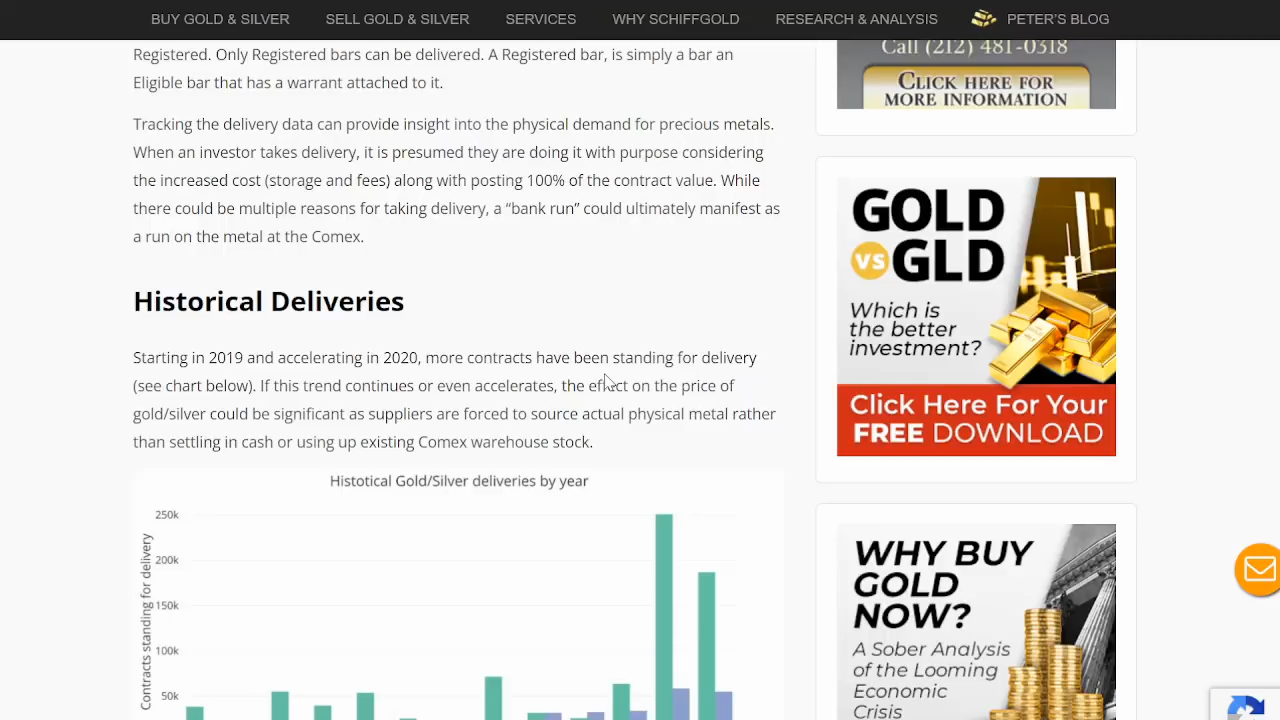 BUY GOLD & SILVER SELL GOLD & SILVER SERVICES WHY SCHIFFGOLD RESEARCH & ANALYSIS PETER'S BLOG
Registered. Only Registered bars can be delivered. A Registered bar, is simply a bar an
Eligible bar that has a warrant attached to it.
Tracking the delivery data can provide insight into the physical demand for precious metals.
When an investor takes delivery, it is presumed they are doing it with purpose considering
the increased cost (storage and fees) along with posting 100% of the contract value. While
there could be multiple reasons for taking delivery, a “bank run” could ultimately manifest as
a run on the metal at the Comex.
Historical Deliveries
Starting in 2019 and accelerating in 2020, more contracts have been standing for delivery
(see chart below). If this trend continues or even accelerates, the effect on the price of
gold/silver could be significant as suppliers are forced to source actual physical metal rather
than settling in cash or using up existing Comex warehouse stock.
Histotical Gold/Silver deliveries by year
Contracts standing for delivery
250k
200k
150k
100k
50k
Call (212) 481-0318
CLICK HERE FOR
MORE INFORMATION
GOLD
VS GLD
Which is
the better
investment?
Click Here For Your
FREE DOWNLOAD
WHY BUY
GOLD
NOW?
A Sober Analysis
of the Looming
Economic
Crisis